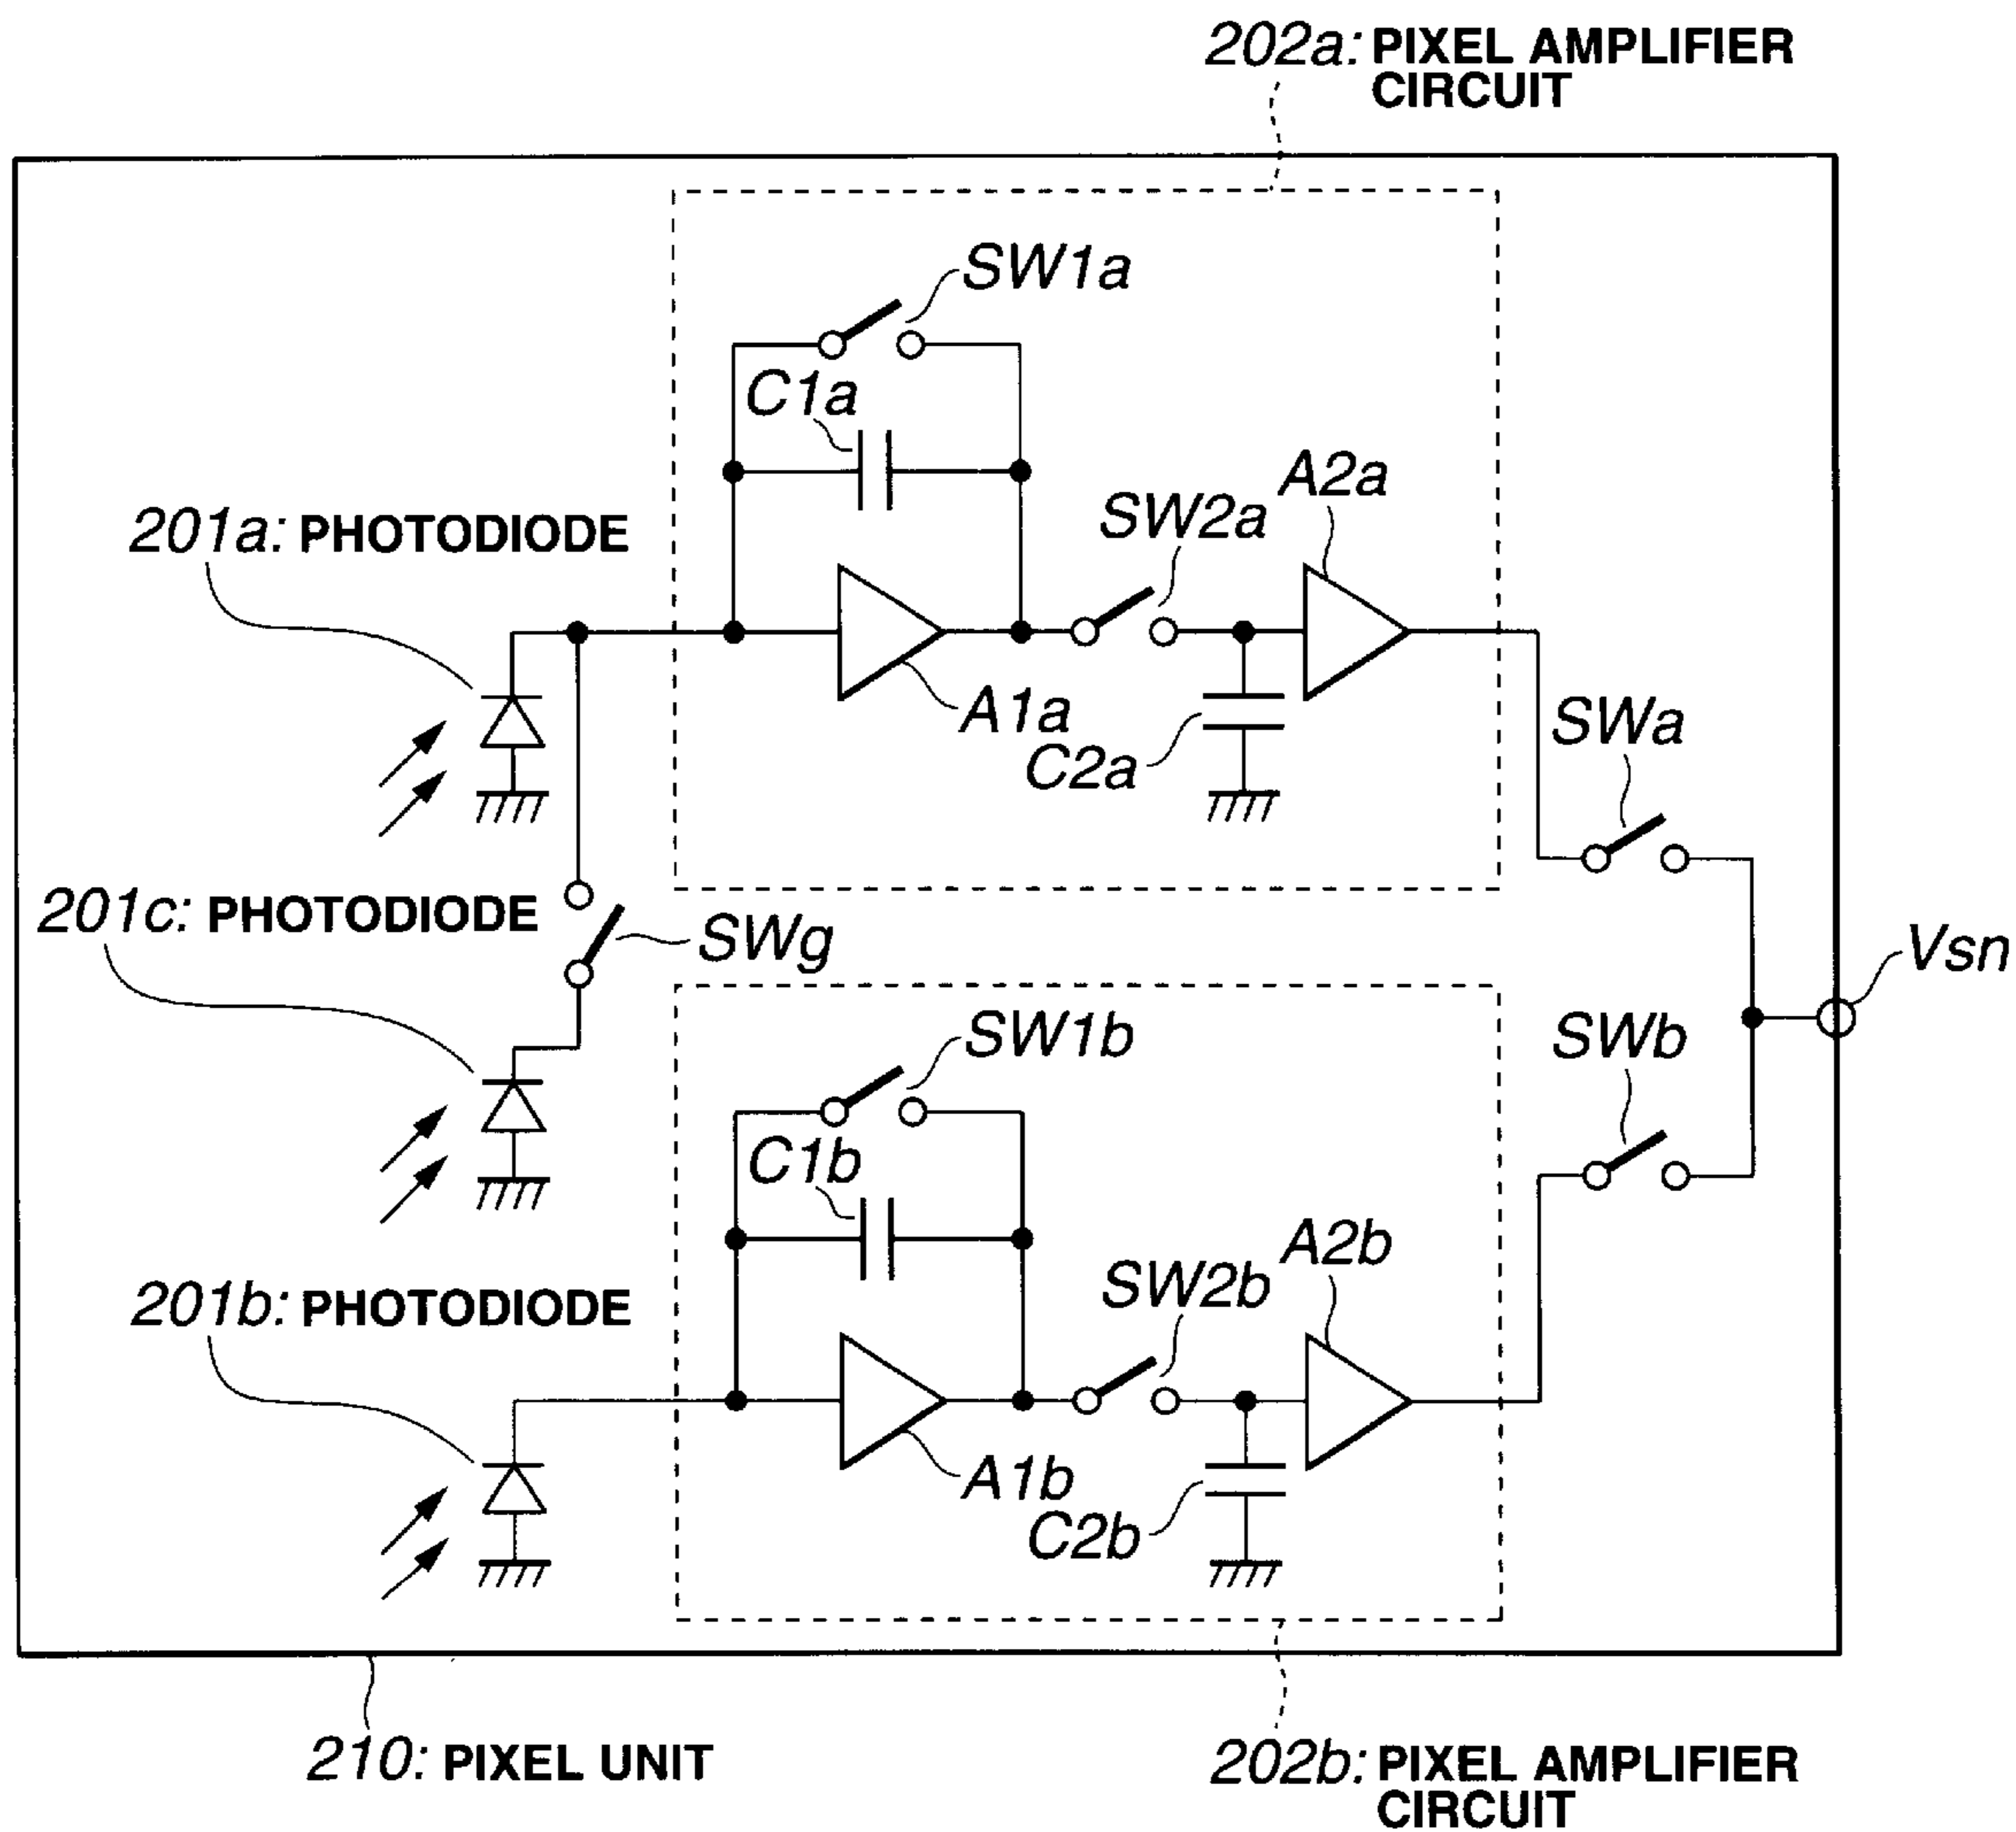 202a: PIXEL AMPLIFIER
CIRCUIT
SW1a
C1a
A2a
SW2a
201a: PHOTODIODE
A1a
SWa
C2a
201c: PHOTODIODE
SWg
Vsn
SW1b
SWb
C1b
A2b
SW2b
201b: PHOTODIODE
A1b
C2b
210: PIXEL UNIT
202b: PIXEL AMPLIFIER
CIRCUIT